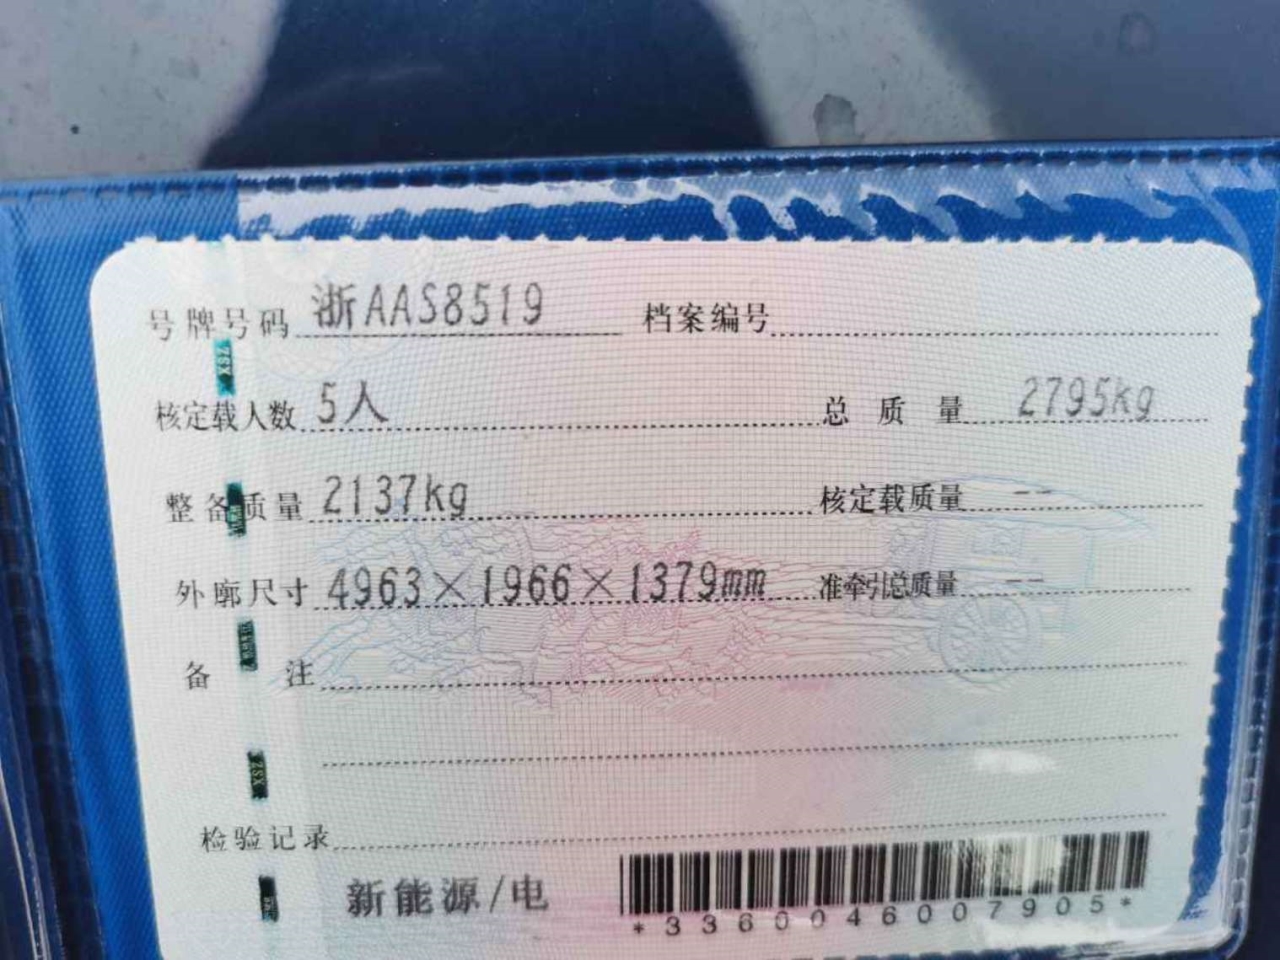 号牌号码 浙AAS8519 档案编号
核定载人数 5人 总质量 2795kg
整备质量 2137kg 核定载质量 --
外廓尺寸 4963×1966×1379mm 准牵引总质量 --
备注
检验记录
新能源/电
*3360046007905*